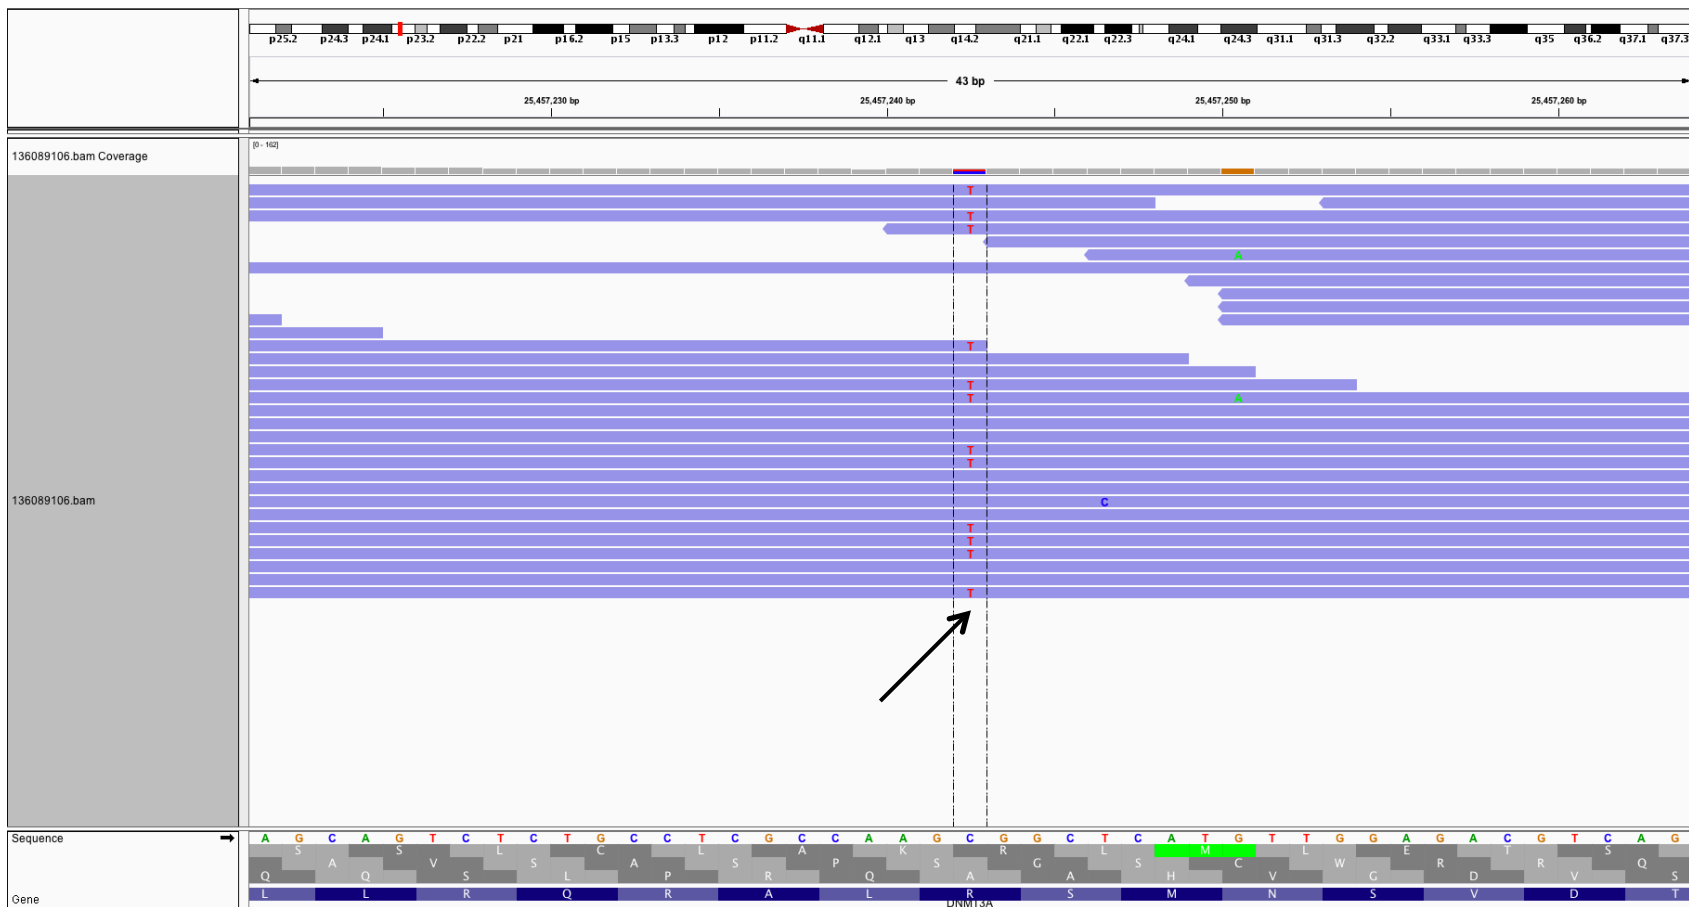 p25.2 p24.3 p24.1 p23.2 p22.2 p21 p16.2 p15 p13.3 p12 p11.2 q11.1 q12.1 q13 q14.2 q21.1 q22.1 q22.3 q24.1 q24.3 q31.1 q31.3 q32.2 q33.1 q33.3 q35 q36.2 q37.1 q37.3
43 bp
25,457,230 bp 25,457,240 bp 25,457,250 bp 25,457,260 bp
[0 - 162]
136089106.bam Coverage
T
T
T
A
T
T
T A
T
T
136089106.bam
C
T
T
T
T
Sequence
A G C A G T C T C T G C C T C G C C A A G C G G C T C A T G T T G G A G A C G T C A G
S S L C L A K R L M L E T S
A V S A S P S G S C W R R Q
Q Q S L P R Q A A H V G D V S
Gene
L L R Q R A L R S M N S V D T
DNMT3A